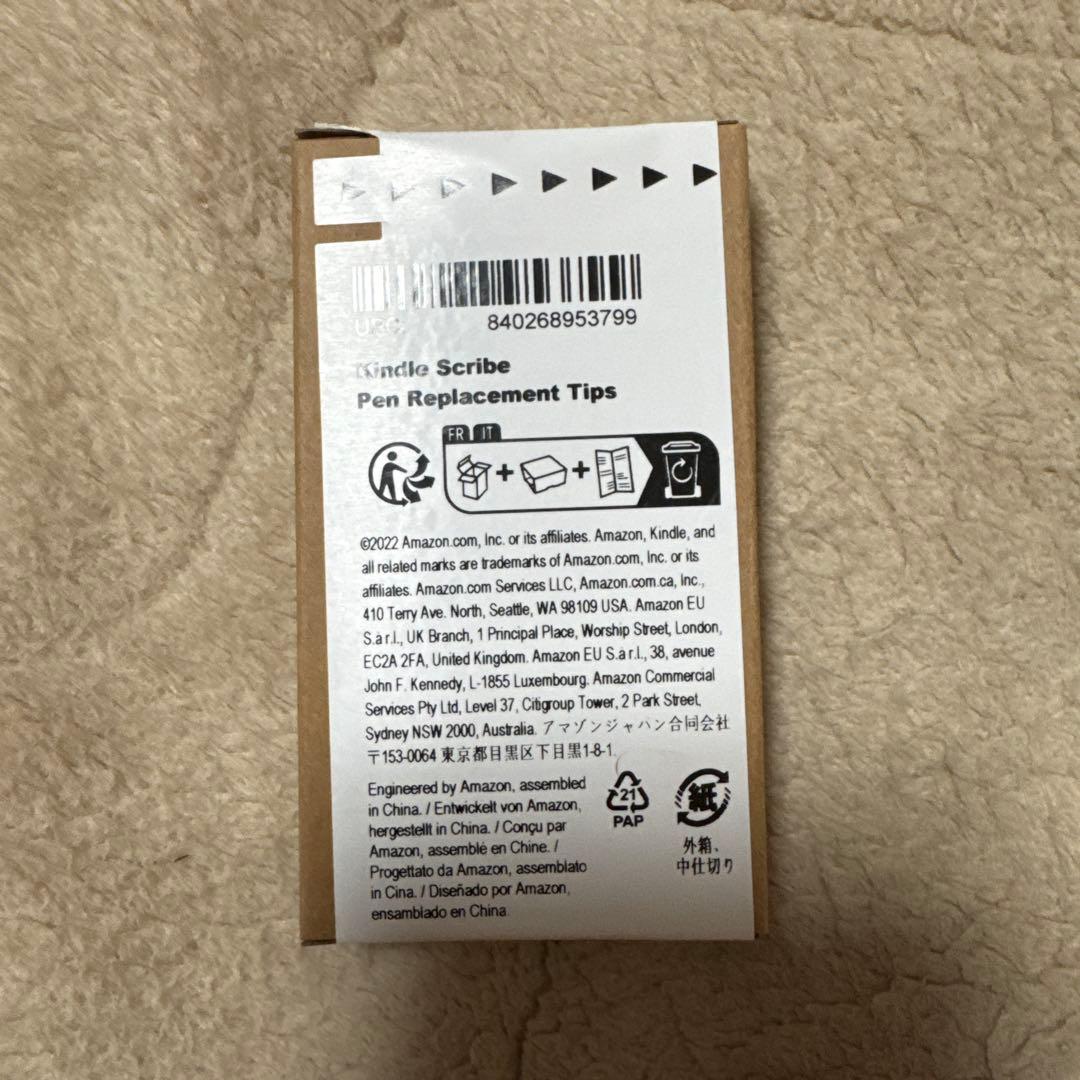 UPC:
840268953799
Kindle Scribe
Pen Replacement Tips
FR IT
©2022 Amazon.com, Inc. or its affiliates. Amazon, Kindle, and
all related marks are trademarks of Amazon.com, Inc. or its
affiliates. Amazon.com Services LLC, Amazon.com.ca, Inc.,
410 Terry Ave. North, Seattle, WA 98109 USA. Amazon EU
S.à r.l., UK Branch, 1 Principal Place, Worship Street, London,
EC2A 2FA, United Kingdom. Amazon EU S.à r.l., 38, avenue
John F. Kennedy, L-1855 Luxembourg. Amazon Commercial
Services Pty Ltd, Level 37, Citigroup Tower, 2 Park Street,
Sydney NSW 2000, Australia. アマゾンジャパン合同会社
〒153-0064 東京都目黒区下目黒1-8-1
Engineered by Amazon, assembled
in China. / Entwickelt von Amazon,
hergestellt in China. / Conçu par
Amazon, assemblé en Chine. /
Progettato da Amazon, assemblato
in Cina. / Diseñado por Amazon,
ensamblado en China.
21
PAP
紙
外箱、
中仕切り